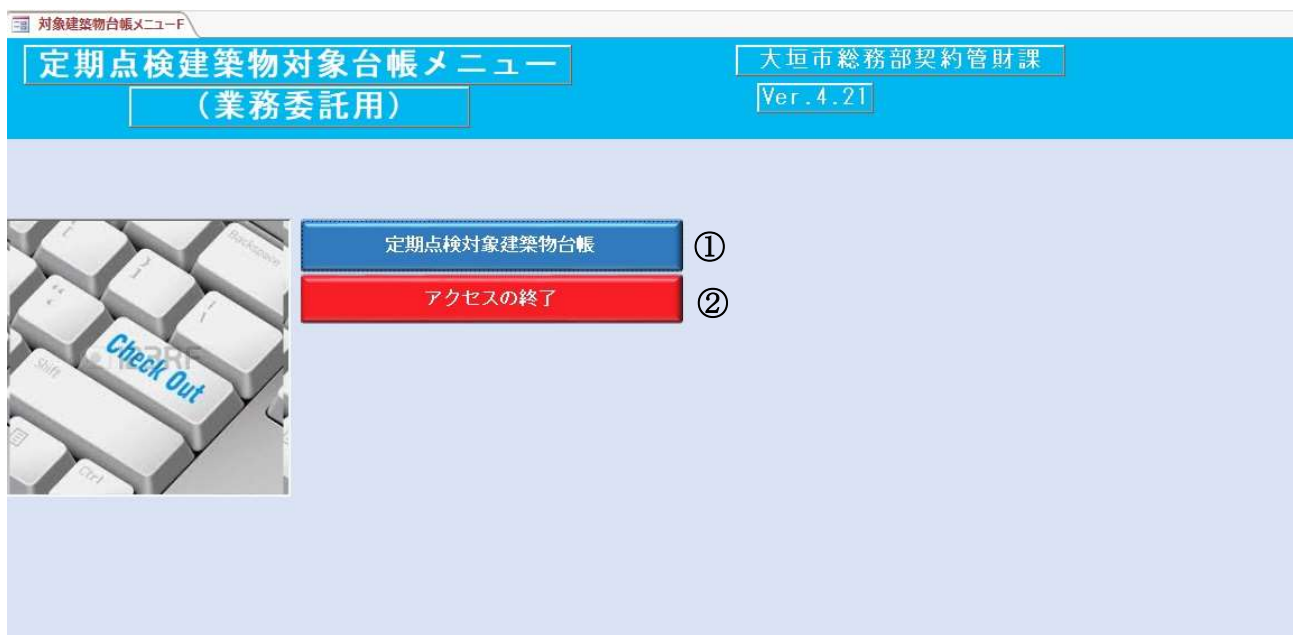 対象建築物台帳メニューF
定期点検建築物対象台帳メニュー
(業務委託用)
大垣市総務部契約管財課
Ver.4.21
定期点検対象建築物台帳
①
アクセスの終了
②
Backspace
Shift
Check Out
123RF
Ctrl